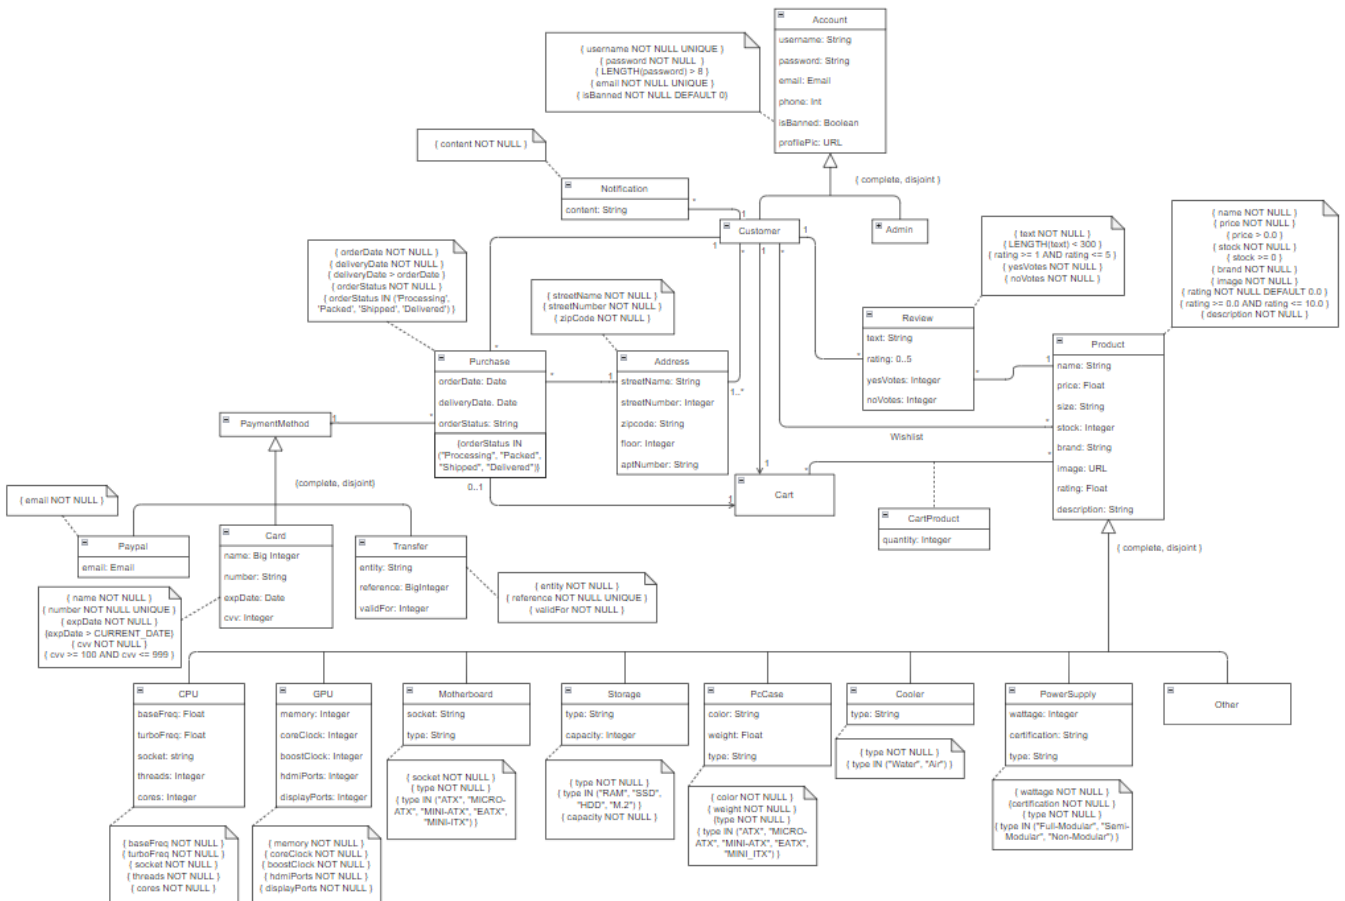 Account
username: String
password: String
email: Email
phone: Int
isBanned: Boolean
profilePic: URL
{ username NOT NULL UNIQUE }
{ password NOT NULL }
{ LENGTH(password) > 8 }
{ email NOT NULL UNIQUE }
{ isBanned NOT NULL DEFAULT 0}
{ content NOT NULL }
{ complete, disjoint }
Notification
content: String
*
1
Customer
Admin
1
*
1
*
1
{ name NOT NULL }
{ price NOT NULL }
{ price > 0.0 }
{ stock NOT NULL }
{ stock >= 0 }
{ brand NOT NULL }
{ image NOT NULL }
{ rating NOT NULL DEFAULT 0.0 }
{ rating >= 0.0 AND rating <= 10.0 }
{ description NOT NULL }
{ text NOT NULL }
{ LENGTH(text) < 300 }
{ rating >= 1 AND rating <= 5 }
{ yesVotes NOT NULL }
{ noVotes NOT NULL }
{ orderDate NOT NULL }
{ deliveryDate NOT NULL }
{ deliveryDate > orderDate }
{ orderStatus NOT NULL }
{ orderStatus IN ('Processing',
'Packed', 'Shipped', 'Delivered') }
{ streetName NOT NULL }
{ streetNumber NOT NULL }
{ zipCode NOT NULL }
Review
text: String
rating: 0..5
yesVotes: Integer
noVotes: Integer
*
*
1
Product
name: String
price: Float
size: String
stock: Integer
brand: String
image: URL
rating: Float
description: String
*
*
Purchase
orderDate: Date
deliveryDate: Date
orderStatus: String
{orderStatus IN
("Processing", "Packed",
"Shipped", "Delivered")}
*
*
1
*
Address
streetName: String
streetNumber: Integer
zipcode: String
floor: Integer
aptNumber: String
1..*
PaymentMethod
1
Wishlist
1
*
0..1
1
Cart
{complete, disjoint}
{ email NOT NULL }
CartProduct
quantity: Integer
{ complete, disjoint }
Paypal
email: Email
Card
name: Big Integer
number: String
expDate: Date
cvv: Integer
Transfer
entity: String
reference: BigInteger
validFor: Integer
{ name NOT NULL }
{ number NOT NULL UNIQUE }
{ expDate NOT NULL }
{expDate > CURRENT_DATE}
{ cvv NOT NULL }
{ cvv >= 100 AND cvv <= 999 }
{ entity NOT NULL }
{ reference NOT NULL UNIQUE }
{ validFor NOT NULL }
CPU
baseFreq: Float
turboFreq: Float
socket: string
threads: Integer
cores: Integer
GPU
memory: Integer
coreClock: Integer
boostClock: Integer
hdmiPorts: Integer
displayPorts: Integer
Motherboard
socket: String
type: String
Storage
type: String
capacity: Integer
PcCase
color: String
weight: Float
type: String
Cooler
type: String
PowerSupply
wattage: Integer
certification: String
type: String
Other
{ baseFreq NOT NULL }
{ turboFreq NOT NULL }
{ socket NOT NULL }
{ threads NOT NULL }
{ cores NOT NULL }
{ memory NOT NULL }
{ coreClock NOT NULL }
{ boostClock NOT NULL }
{ hdmiPorts NOT NULL }
{ displayPorts NOT NULL }
{ socket NOT NULL }
{ type NOT NULL }
{ type IN ("ATX", "MICRO-
ATX", "MINI-ATX", "EATX",
"MINI-ITX") }
{ type NOT NULL }
{ type IN ("RAM", "SSD",
"HDD", "M.2") }
{ capacity NOT NULL }
{ color NOT NULL }
{ weight NOT NULL }
{type NOT NULL }
{ type IN ("ATX", "MICRO-
ATX", "MINI-ATX", "EATX",
"MINI_ITX") }
{ type NOT NULL }
{ type IN ("Water", "Air") }
{ wattage NOT NULL }
{certification NOT NULL }
{ type NOT NULL }
{ type IN ("Full-Modular", "Semi-
Modular", "Non-Modular") }